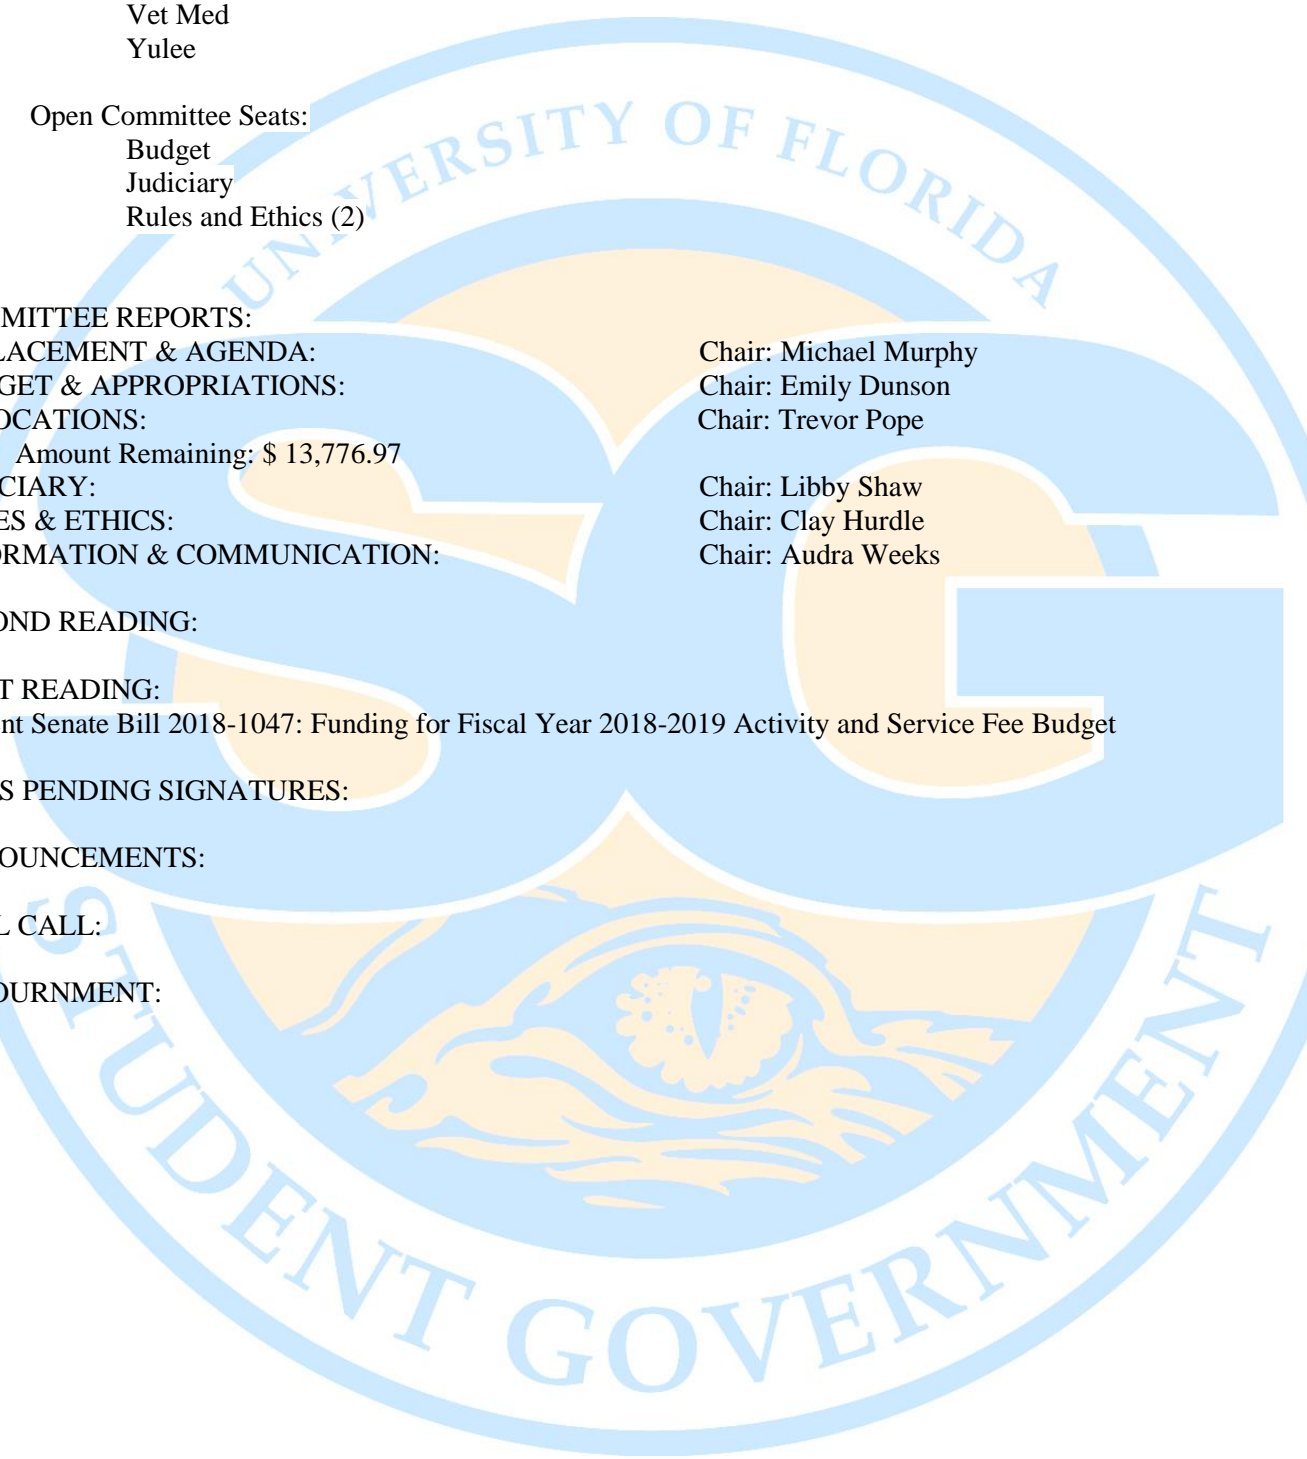 Vet Med
Yulee
Open Committee Seats:
Budget
Judiciary
Rules and Ethics (2)
MITTEE REPORTS:
LACEMENT & AGENDA: Chair: Michael Murphy
GET & APPROPRIATIONS: Chair: Emily Dunson
OCATIONS: Chair: Trevor Pope
Amount Remaining: $ 13,776.97
CIARY: Chair: Libby Shaw
ES & ETHICS: Chair: Clay Hurdle
ORMATION & COMMUNICATION: Chair: Audra Weeks
OND READING:
T READING:
nt Senate Bill 2018-1047: Funding for Fiscal Year 2018-2019 Activity and Service Fee Budget
S PENDING SIGNATURES:
OUNCEMENTS:
L CALL:
OURNMENT:
UNIVERSITY OF FLORIDA
SG
STUDENT GOVERNMENT